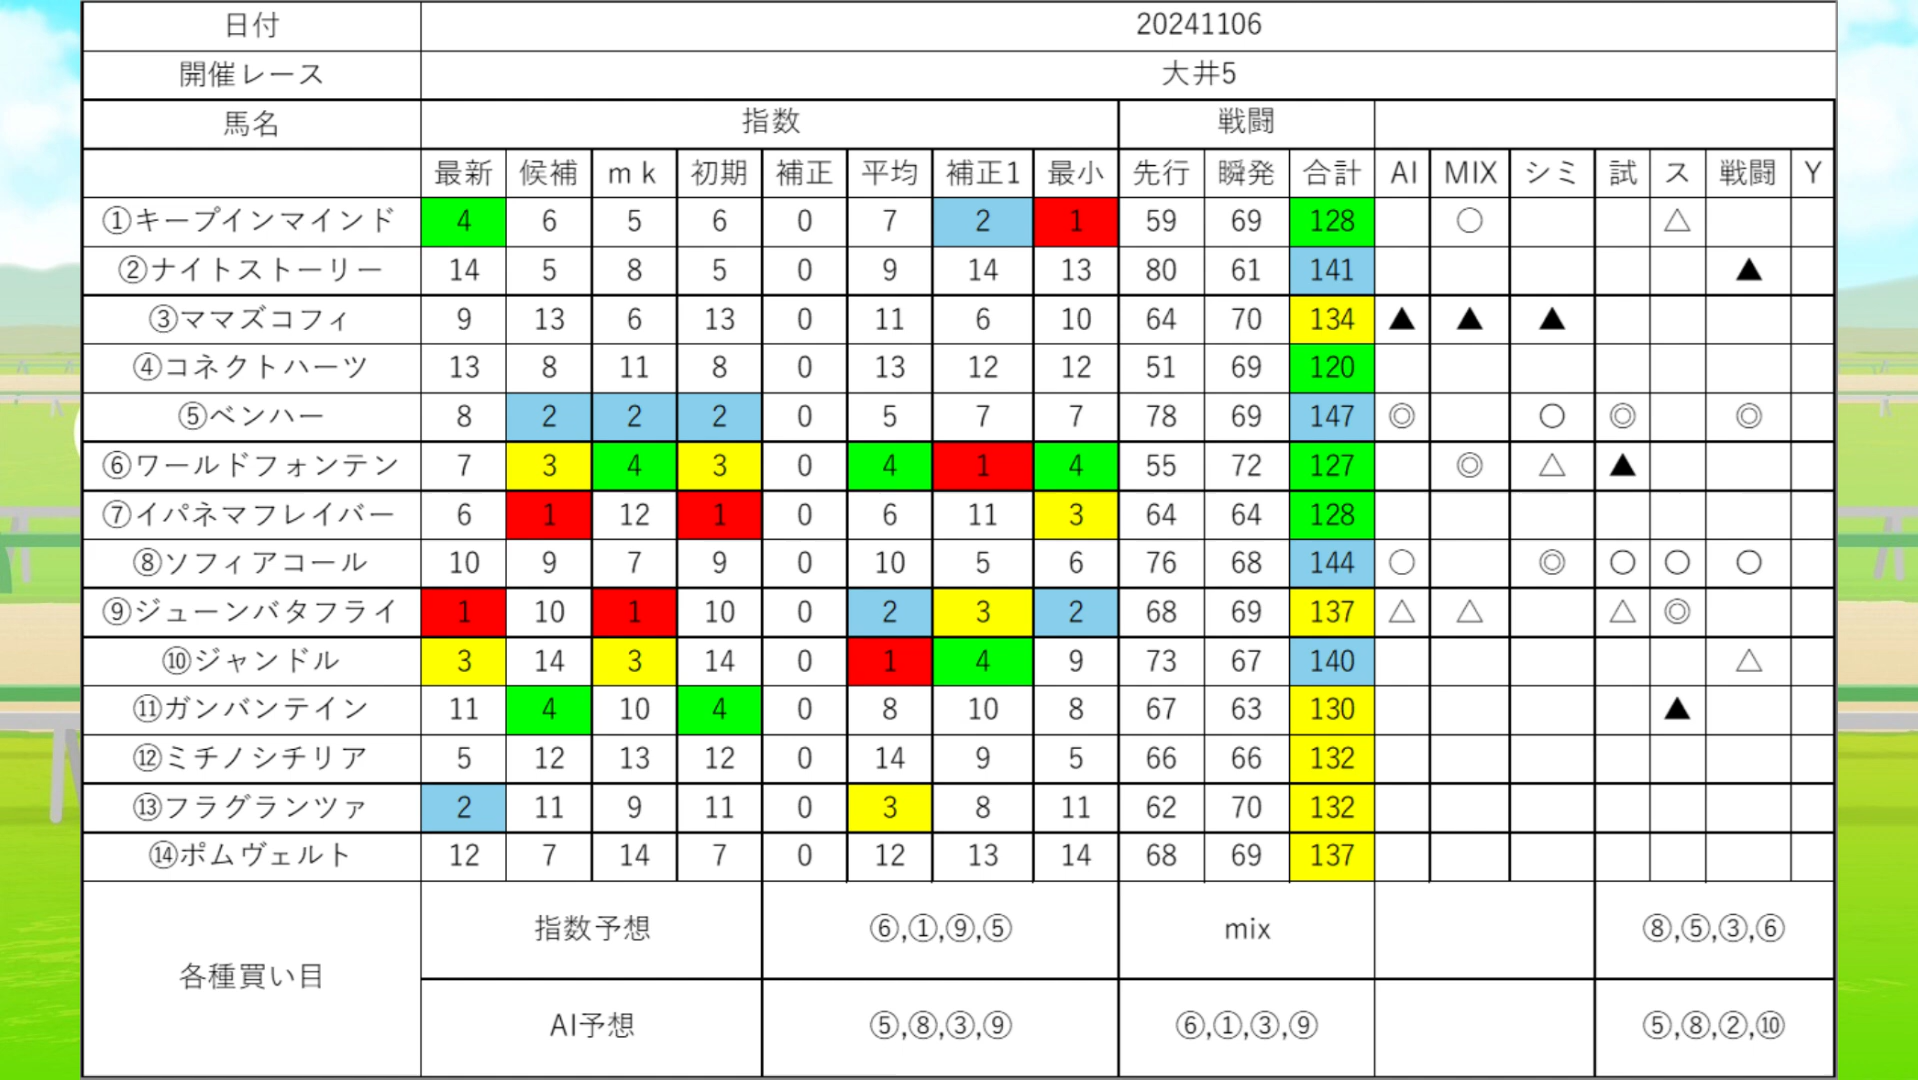 日付 20241106
開催レース 大井5
馬名 指数 戦闘
最新 候補 mk 初期 補正 平均 補正1 最小 先行 瞬発 合計 AI MIX シミ 試 ス 戦闘 Y
①キープインマインド 4 6 5 6 0 7 2 1 59 69 128 ○ △
②ナイトストーリー 14 5 8 5 0 9 14 13 80 61 141 ▲
③ママズコフィ 9 13 6 13 0 11 6 10 64 70 134 ▲ ▲ ▲
④コネクトハーツ 13 8 11 8 0 13 12 12 51 69 120
⑤ベンハー 8 2 2 2 0 5 7 7 78 69 147 ◎ ○ ◎ ◎
⑥ワールドフォンテン 7 3 4 3 0 4 1 4 55 72 127 ◎ △ ▲
⑦イパネマフレイバー 6 1 12 1 0 6 11 3 64 64 128
⑧ソフィアコール 10 9 7 9 0 10 5 6 76 68 144 ○ ◎ ○ ○ ○
⑨ジューンバタフライ 1 10 1 10 0 2 3 2 68 69 137 △ △ △ ◎
⑩ジャンドル 3 14 3 14 0 1 4 9 73 67 140 △
⑪ガンバンテイン 11 4 10 4 0 8 10 8 67 63 130 ▲
⑫ミチノシチリア 5 12 13 12 0 14 9 5 66 66 132
⑬フラグランツァ 2 11 9 11 0 3 8 11 62 70 132
⑭ポムヴェルト 12 7 14 7 0 12 13 14 68 69 137
各種買い目
指数予想 ⑥,①,⑨,⑤ mix ⑧,⑤,③,⑥
AI予想 ⑤,⑧,③,⑨ ⑥,①,③,⑨ ⑤,⑧,②,⑩